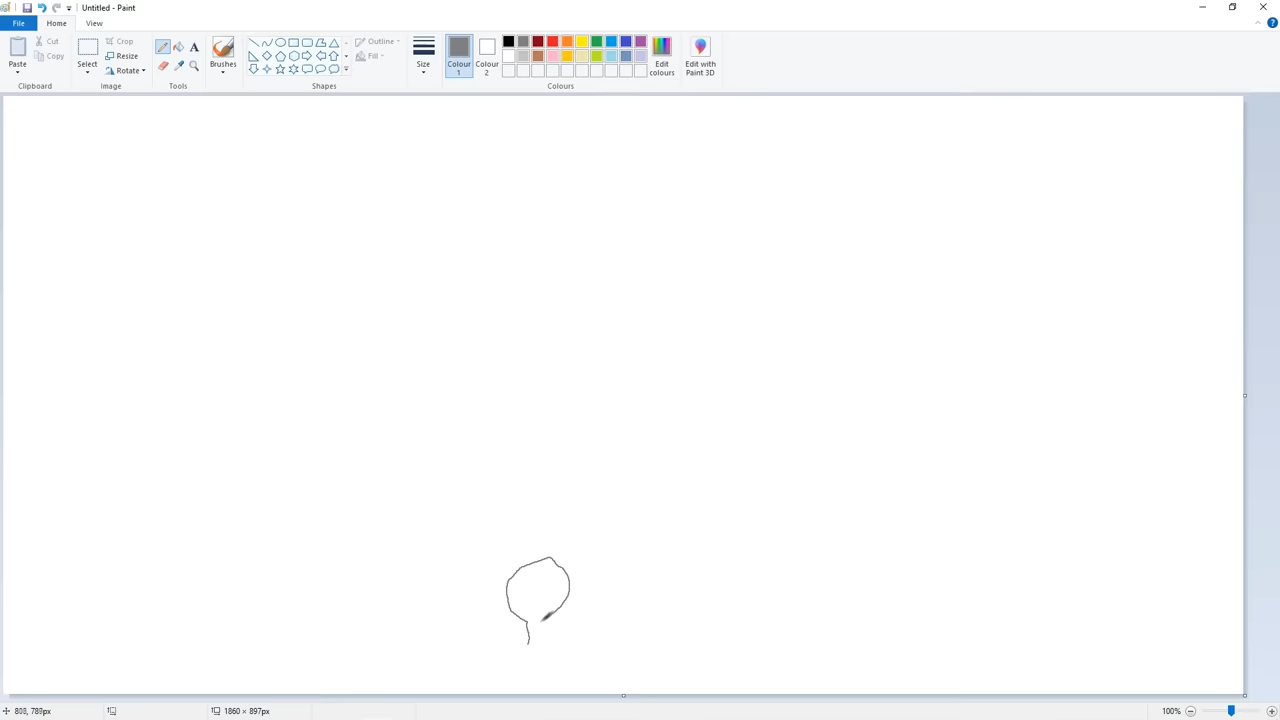 Untitled - Paint
File
Home
View
Paste
Cut
Copy
Clipboard
Select
Crop
Resize
Rotate
Image
A
Tools
Brushes
Outline
Fill
Shapes
Size
Colour 1
Colour 2
Edit colours
Edit with Paint 3D
Colours
808, 789px
1860 × 897px
100%